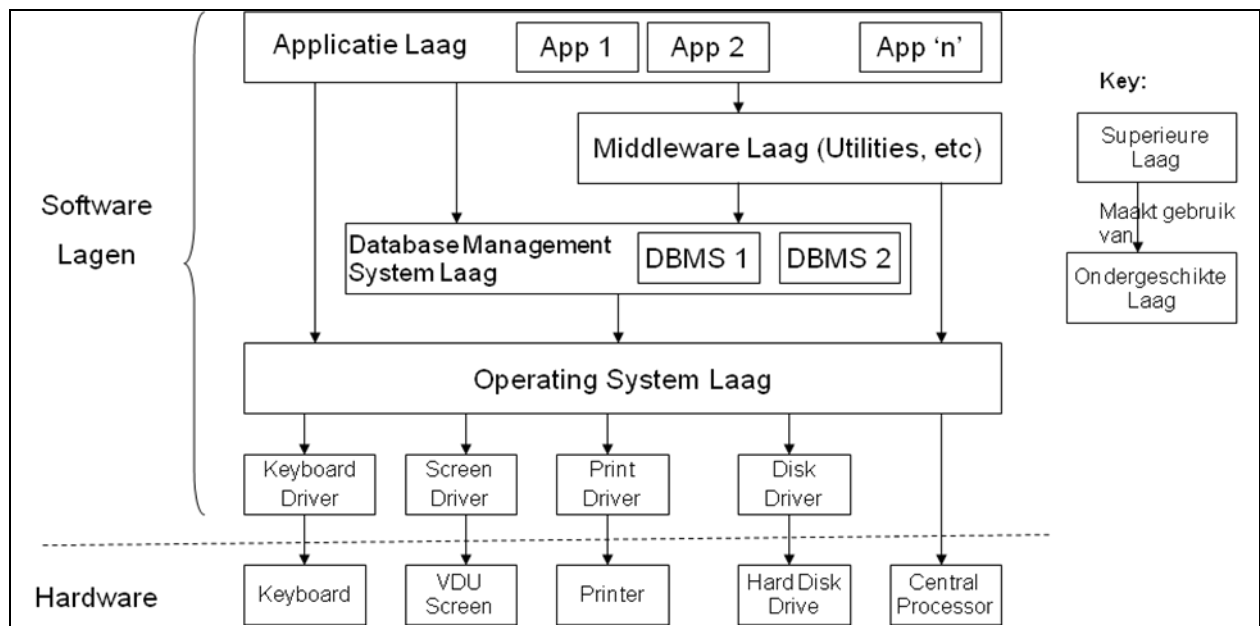 Applicatie Laag
App 1
App 2
App ‘n’
Key:
Middleware Laag (Utilities, etc)
Superieure
Laag
Software
Lagen
Maakt gebruik
van
Database Management
System Laag
DBMS 1
DBMS 2
Ondergeschikte
Laag
Operating System Laag
Keyboard
Driver
Screen
Driver
Print
Driver
Disk
Driver
Hardware
Keyboard
VDU
Screen
Printer
Hard Disk
Drive
Central
Processor